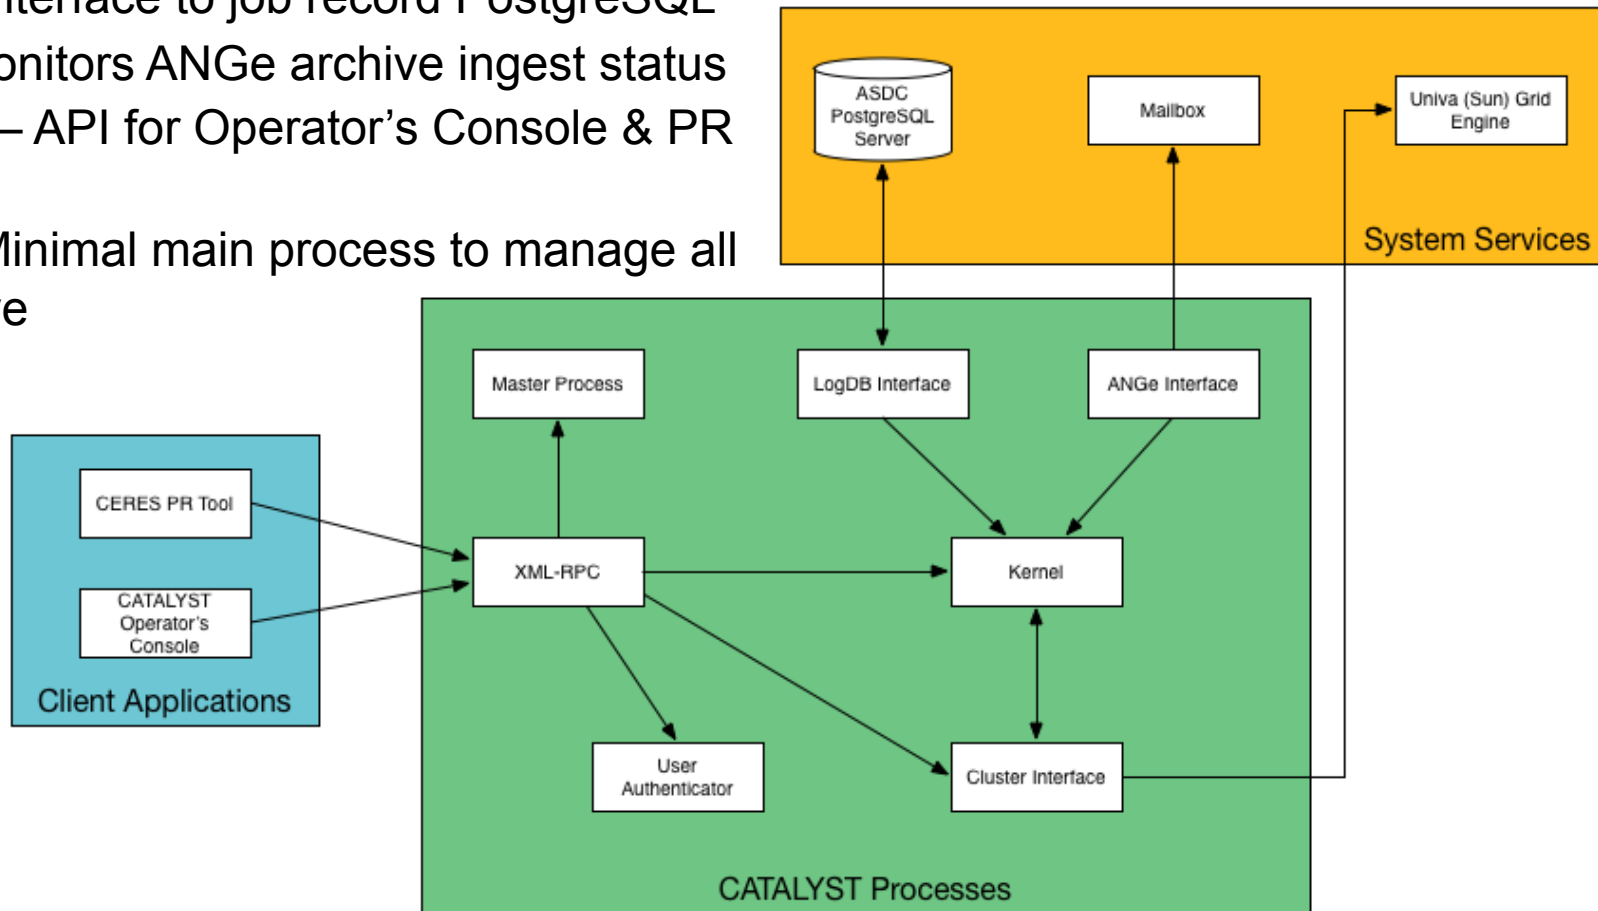 nterface to job record PostgreSQL
onitors ANGe archive ingest status
– API for Operator’s Console & PR
Minimal main process to manage all
e
ASDC
PostgreSQL
Server
Mailbox
Univa (Sun) Grid
Engine
System Services
Master Process
LogDB Interface
ANGe Interface
CERES PR Tool
XML-RPC
Kernel
CATALYST
Operator’s
Console
Client Applications
User
Authenticator
Cluster Interface
CATALYST Processes